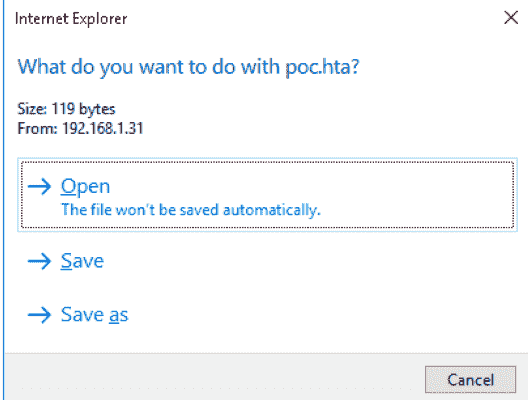 Internet Explorer
What do you want to do with poc.hta?
Size: 119 bytes
From: 192.168.1.31
Open
The file won't be saved automatically.
Save
Save as
Cancel